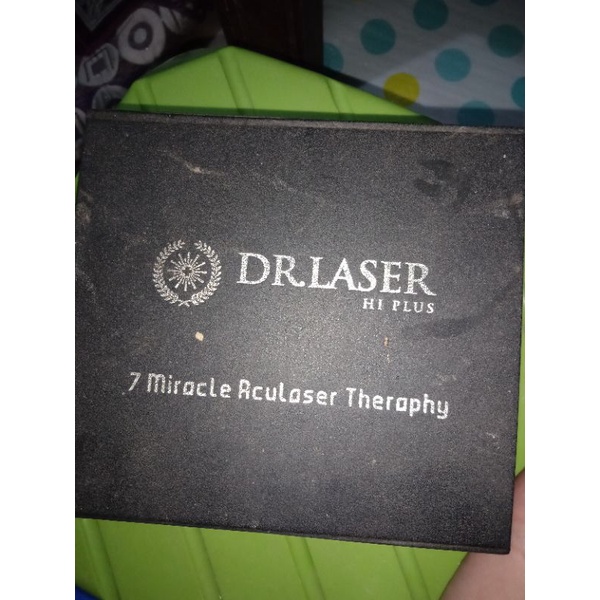 DR.LASER
HI PLUS
7 Miracle Aculaser Theraphy